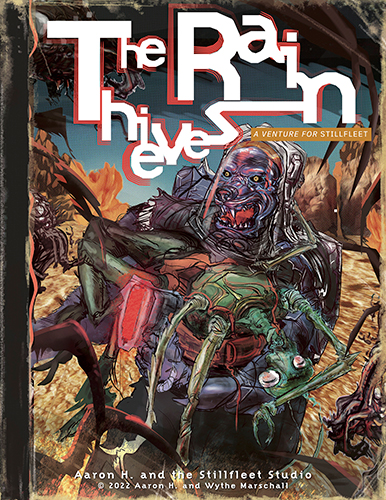 The Rain
Thieves
A VENTURE FOR STILLFLEET
Aaron H. and the Stillfleet Studio
© 2022 Aaron H. and Wythe Marschall